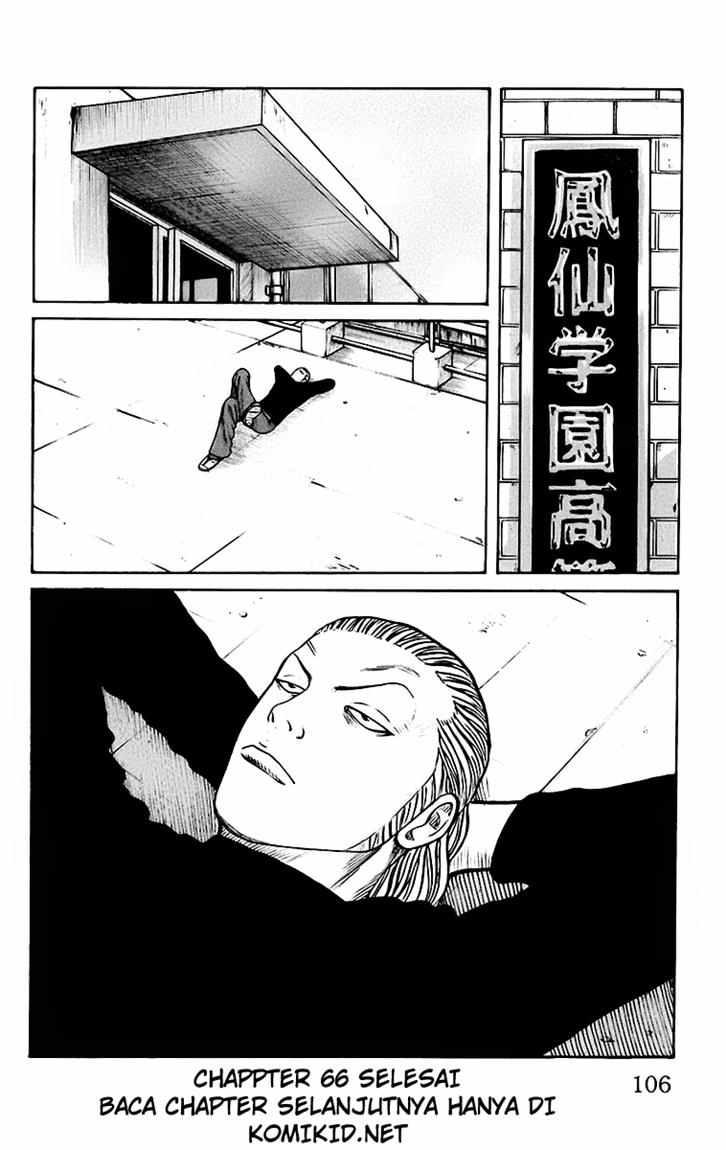 鳳仙学園高
CHAPPTER 66 SELESAI
BACA CHAPTER SELANJUTNYA HANYA DI
KOMIKID.NET
106